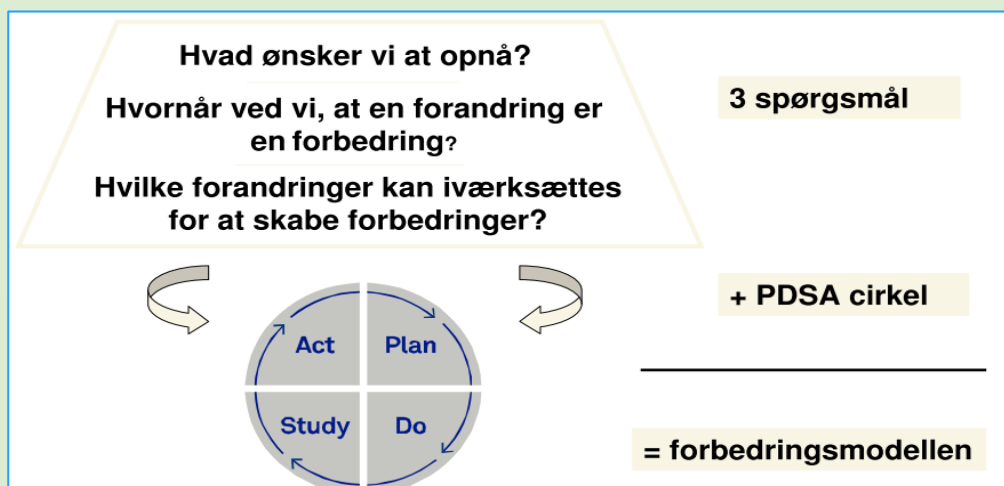 Hvad ønsker vi at opnå?
Hvornår ved vi, at en forandring er
en forbedring?
Hvilke forandringer kan iværksættes
for at skabe forbedringer?
3 spørgsmål
+ PDSA cirkel
Act
Plan
Study
Do
= forbedringsmodellen